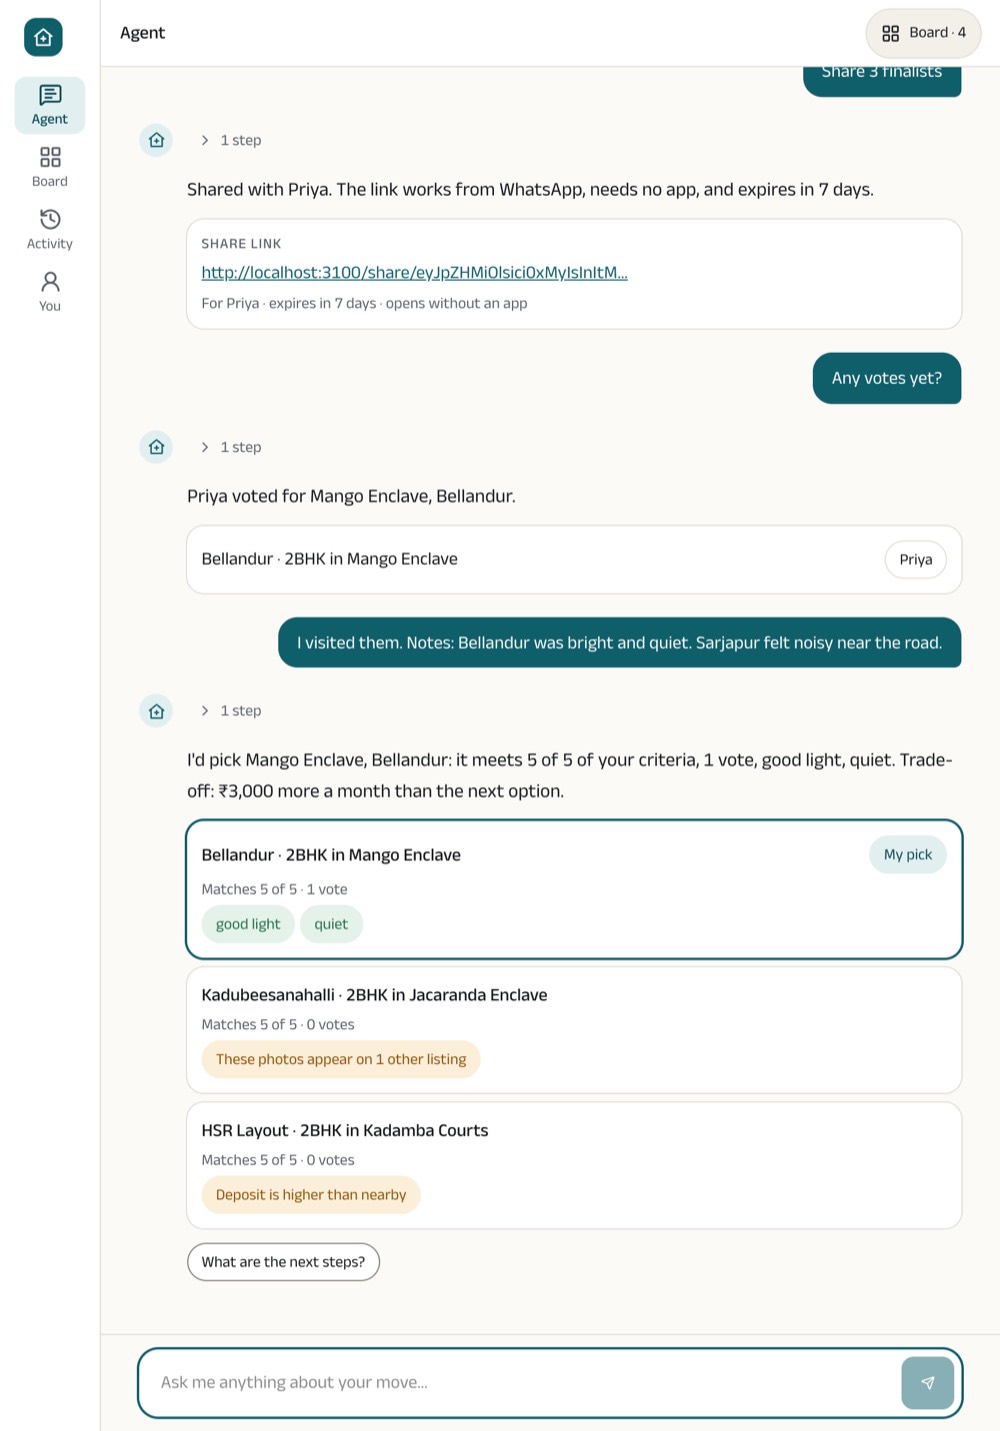 Agent
Board · 4
Agent
Board
Activity
You
Share 3 finalists
1 step
Shared with Priya. The link works from WhatsApp, needs no app, and expires in 7 days.
SHARE LINK
http://localhost:3100/share/eyJpZHMiOlsici0xMyIsInItM...
For Priya · expires in 7 days · opens without an app
Any votes yet?
1 step
Priya voted for Mango Enclave, Bellandur.
Bellandur · 2BHK in Mango Enclave
Priya
I visited them. Notes: Bellandur was bright and quiet. Sarjapur felt noisy near the road.
1 step
I'd pick Mango Enclave, Bellandur: it meets 5 of 5 of your criteria, 1 vote, good light, quiet. Trade-
off: ₹3,000 more a month than the next option.
Bellandur · 2BHK in Mango Enclave
My pick
Matches 5 of 5 · 1 vote
good light
quiet
Kadubeesanahalli · 2BHK in Jacaranda Enclave
Matches 5 of 5 · 0 votes
These photos appear on 1 other listing
HSR Layout · 2BHK in Kadamba Courts
Matches 5 of 5 · 0 votes
Deposit is higher than nearby
What are the next steps?
Ask me anything about your move...